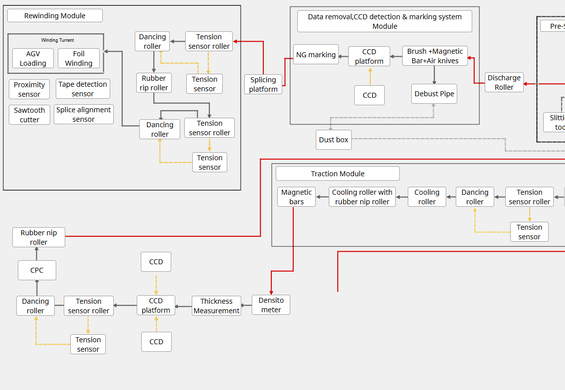 Rewinding Module
Winding Turrent
AGV
Loading
Foil
Winding
Proximity
sensor
Tape detection
sensor
Sawtooth
cutter
Splice alignment
sensor
Dancing
roller
Tension
sensor roller
Rubber
rip roller
Tension
sensor
Dancing
roller
Tension
sensor roller
Tension
sensor
Splicing
platform
Data removal,CCD detection & marking system
Module
NG marking
CCD
platform
Brush +Magnetic
Bar+Air knives
CCD
Debust Pipe
Dust box
Discharge
Roller
Pre-S
Slitti
too
Traction Module
Magnetic
bars
Cooling roller with
rubber nip roller
Cooling
roller
Dancing
roller
Tension
sensor roller
Tension
sensor
Rubber nip
roller
CPC
Dancing
roller
Tension
sensor roller
Tension
sensor
CCD
CCD
platform
CCD
Thickness
Measurement
Densito
meter